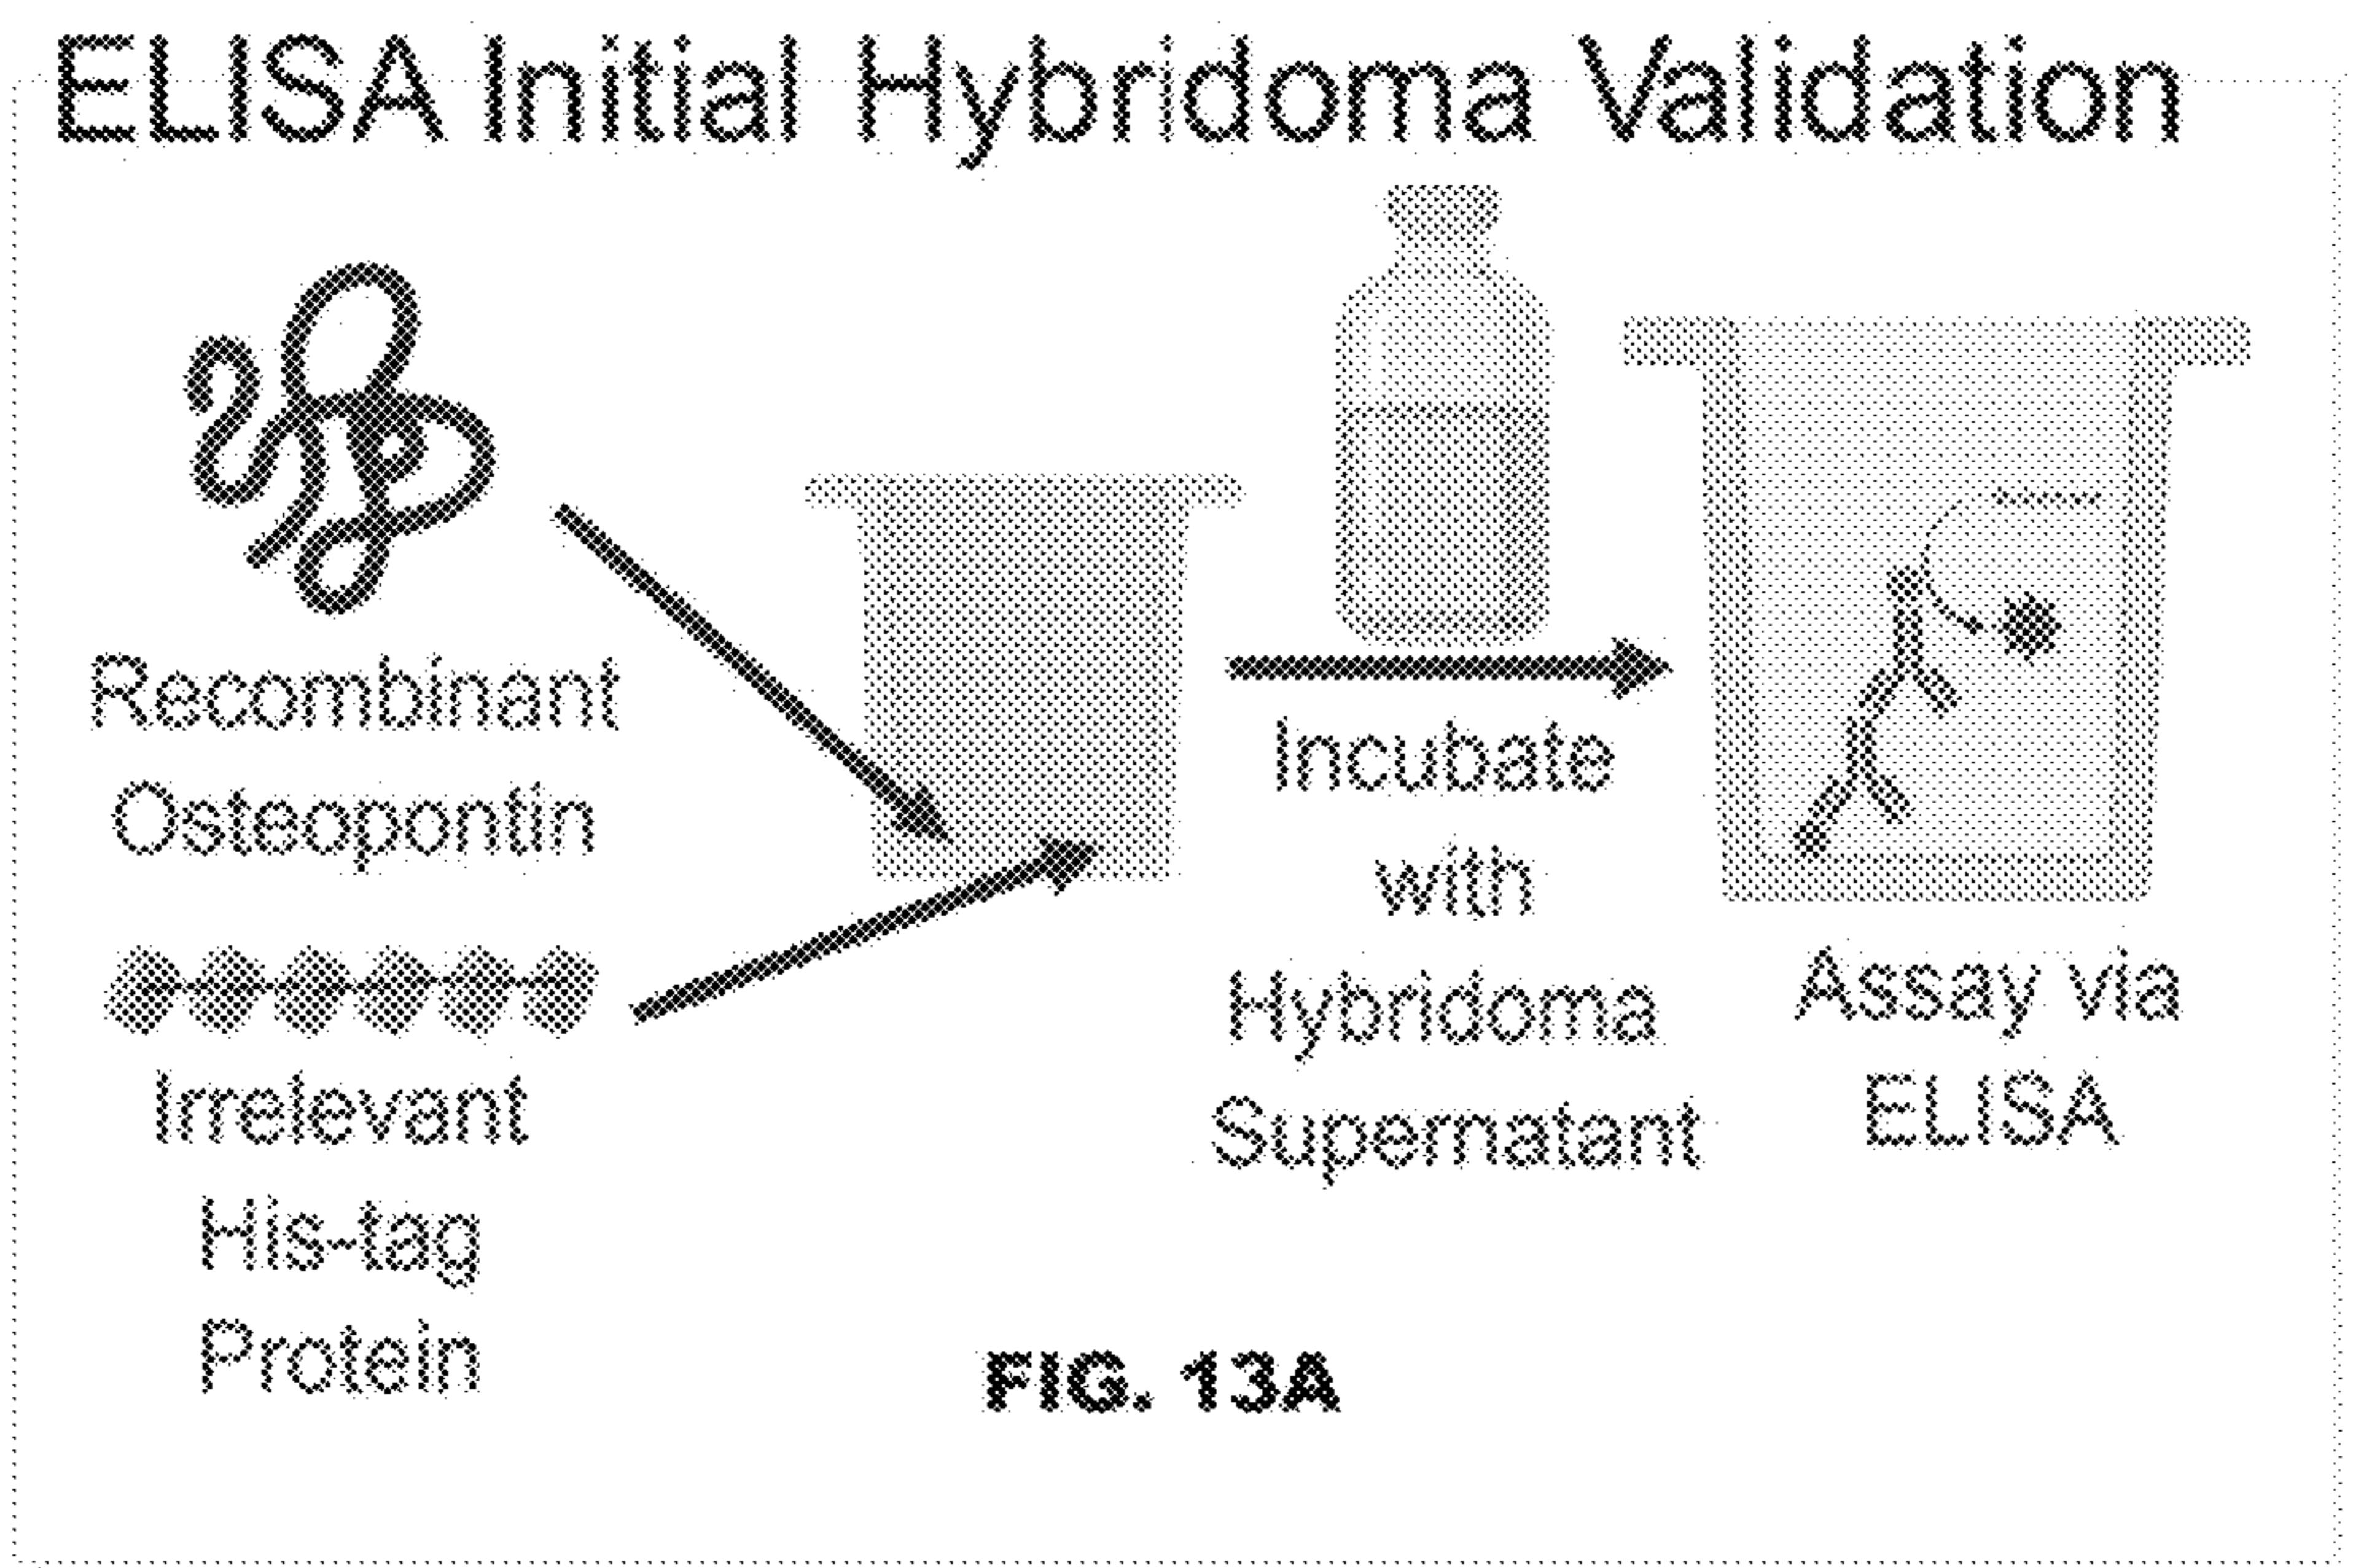 ELISA Initial Hybridoma Validation
Recombinant
Osteopontin
Irrelevant
His-tag
Protein
Incubate
with
Hybridoma
Supernatant
Assay via
ELISA
FIG. 13A